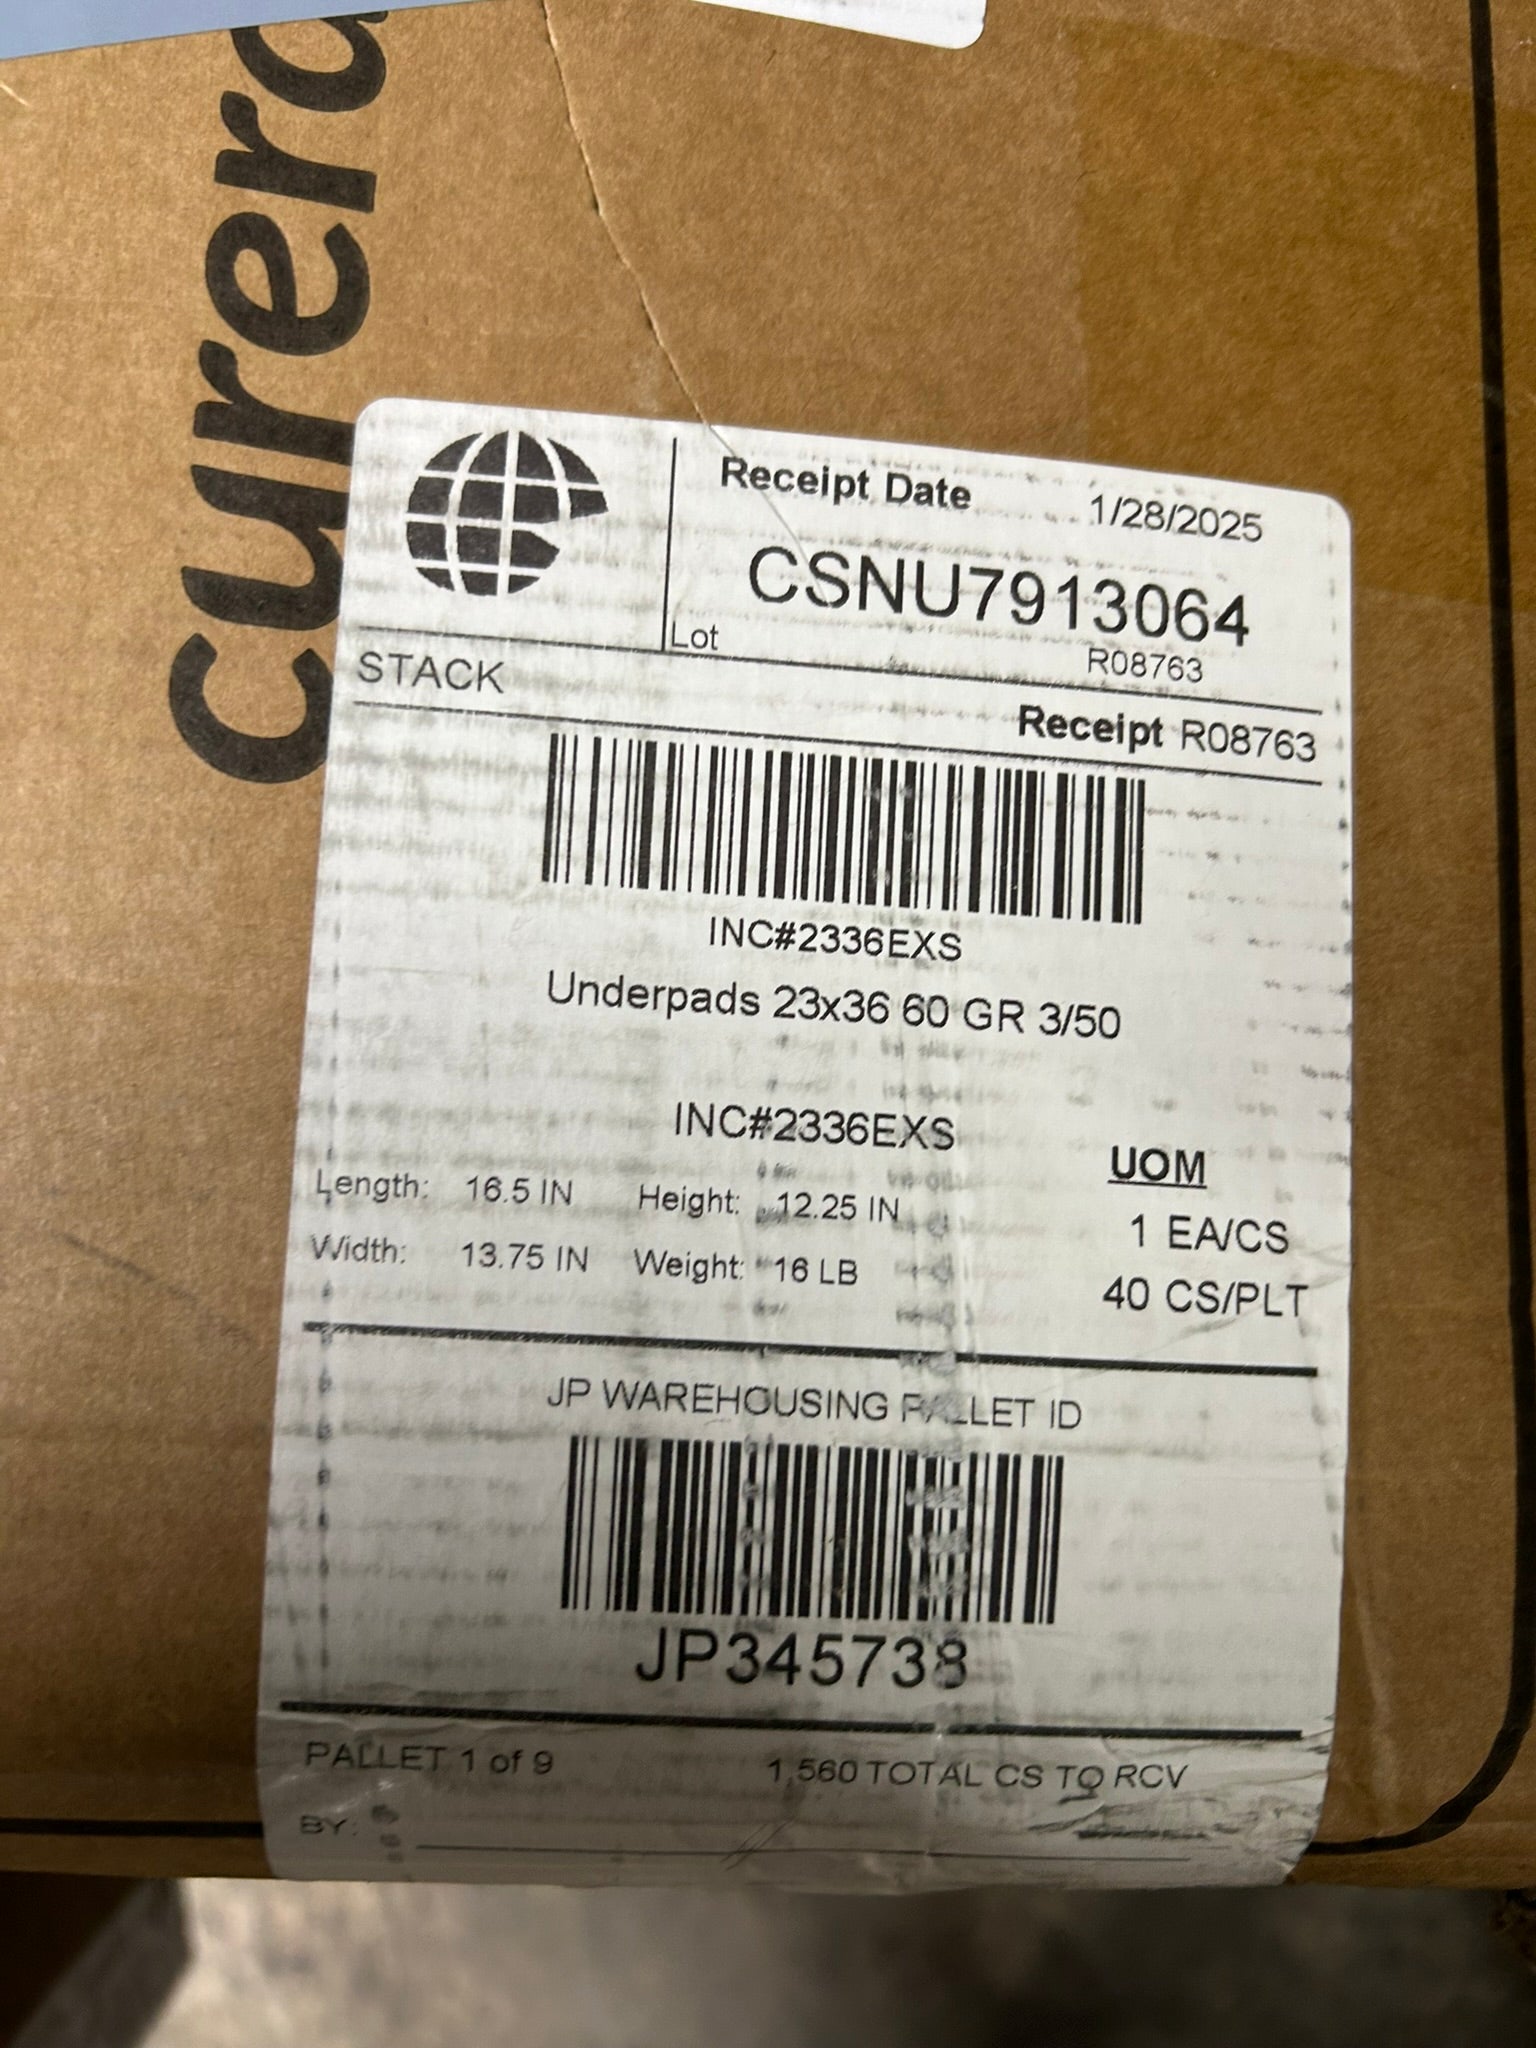 curera
Receipt Date 1/28/2025
CSNU7913064
Lot R08763
STACK
Receipt R08763
INC#2336EXS
Underpads 23x36 60 GR 3/50
INC#2336EXS
UOM
Length: 16.5 IN Height: 12.25 IN
1 EA/CS
Width: 13.75 IN Weight: 16 LB
40 CS/PLT
JP WAREHOUSING PALLET ID
JP345738
PALLET 1 of 9 1,560 TOTAL CS TO RCV
BY: